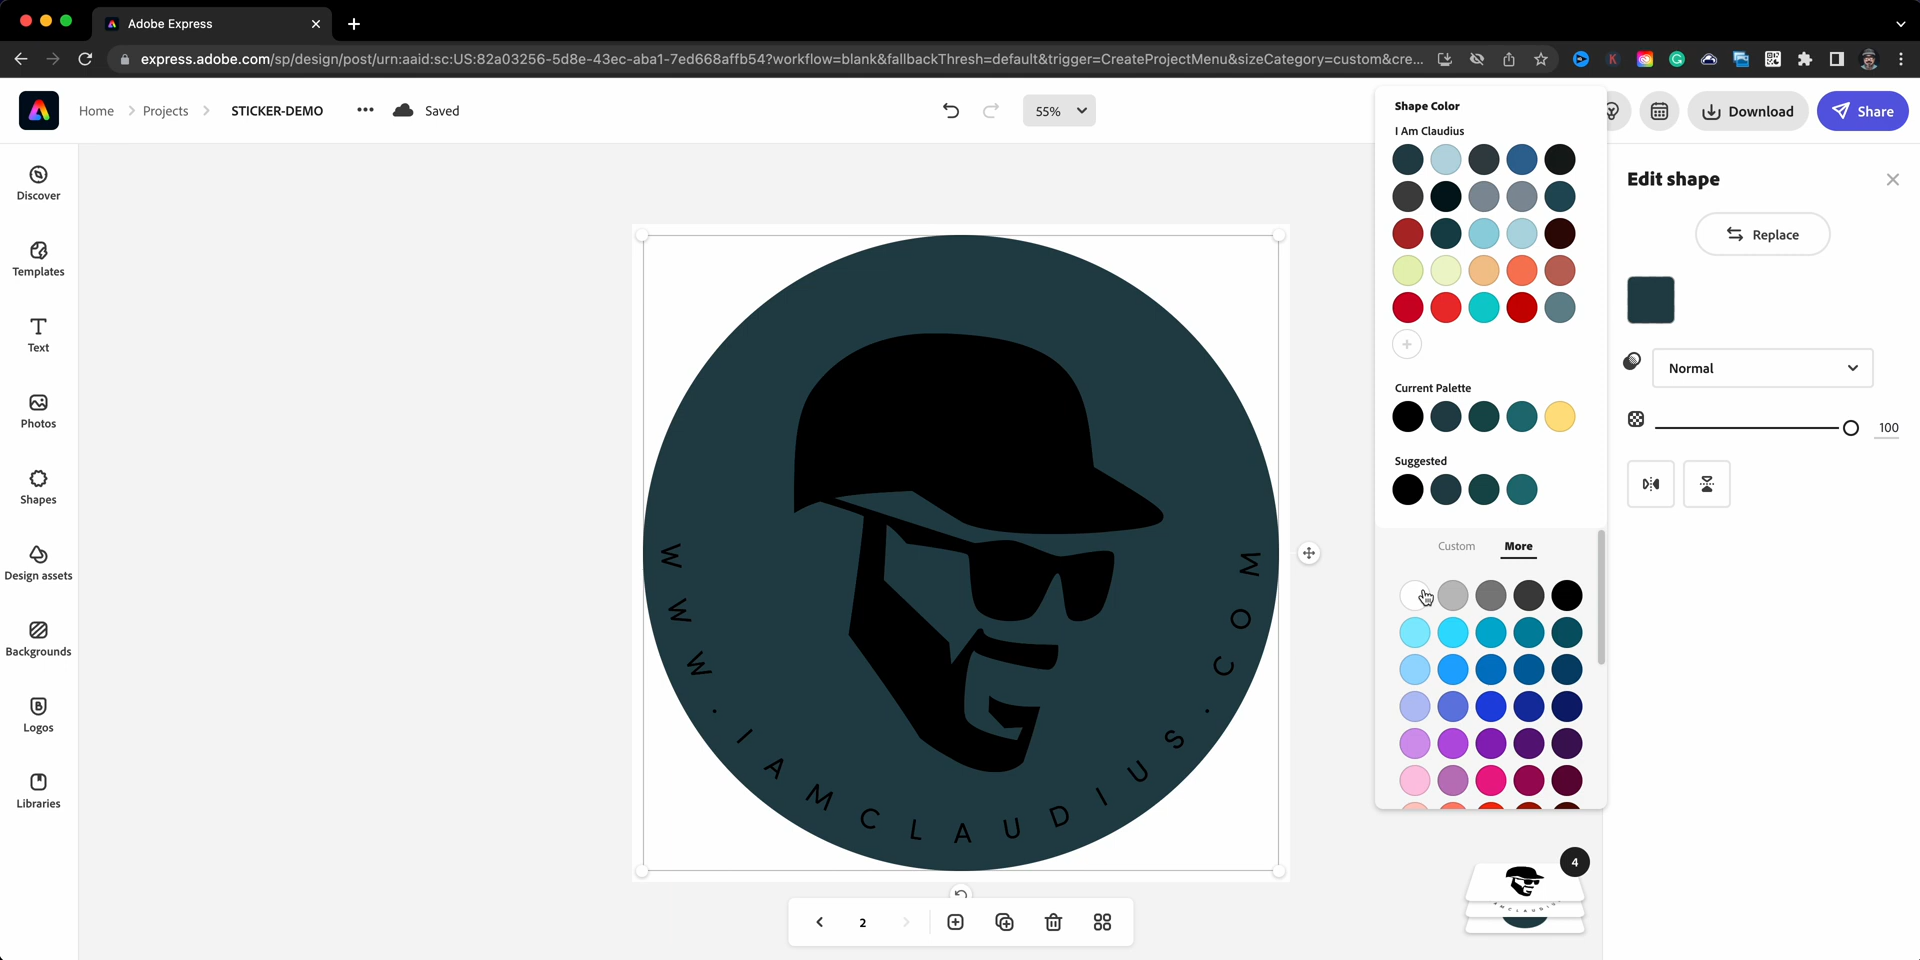 Adobe Express
express.adobe.com/sp/design/post/urn:aaid:sc:US:82a03256-5d8e-43ec-aba1-7ed668affb54?workflow=blank&fallbackThresh=default&trigger=CreateProjectMenu&sizeCategory=custom&cre...
Home
Projects
STICKER-DEMO
Saved
55%
Download
Share
Discover
Templates
Text
Photos
Shapes
Design assets
Backgrounds
Logos
Libraries
WWW.IAMCLAUDIUS.COM
2
Shape Color
I Am Claudius
Current Palette
Suggested
Custom
More
4
Edit shape
Replace
Normal
100